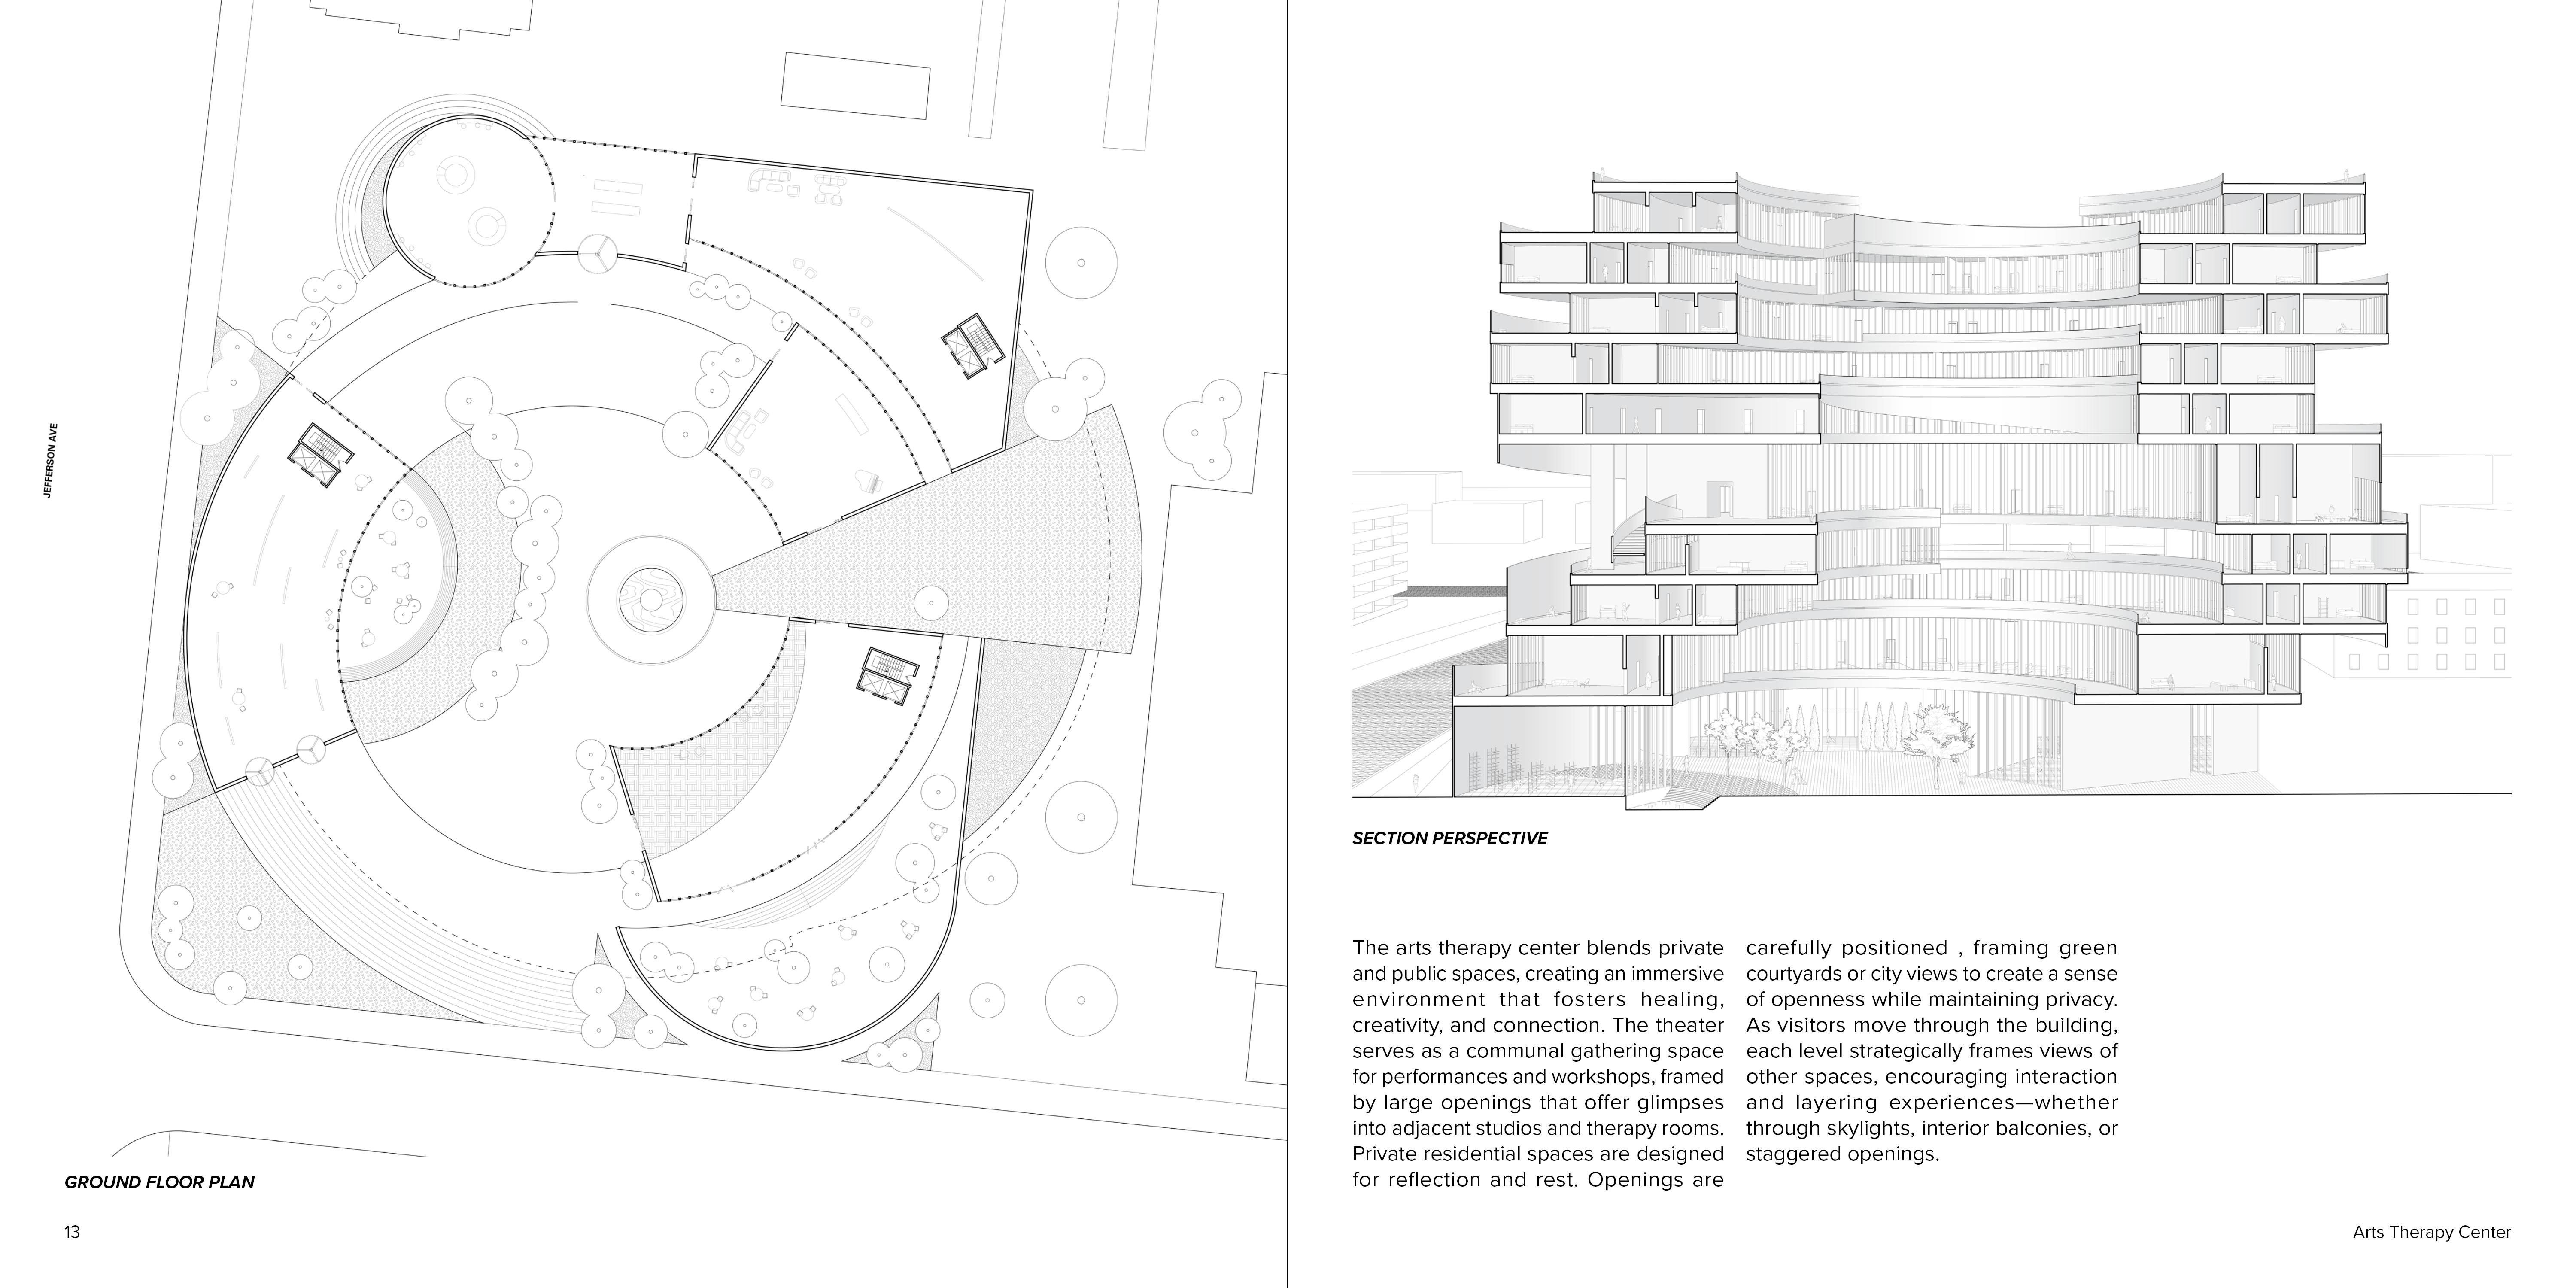 JEFFERSON AVE
GROUND FLOOR PLAN
13
SECTION PERSPECTIVE
The arts therapy center blends private
and public spaces, creating an immersive
environment that fosters healing,
creativity, and connection. The theater
serves as a communal gathering space
for performances and workshops, framed
by large openings that offer glimpses
into adjacent studios and therapy rooms.
Private residential spaces are designed
for reflection and rest. Openings are
carefully positioned , framing green
courtyards or city views to create a sense
of openness while maintaining privacy.
As visitors move through the building,
each level strategically frames views of
other spaces, encouraging interaction
and layering experiences—whether
through skylights, interior balconies, or
staggered openings.
Arts Therapy Center